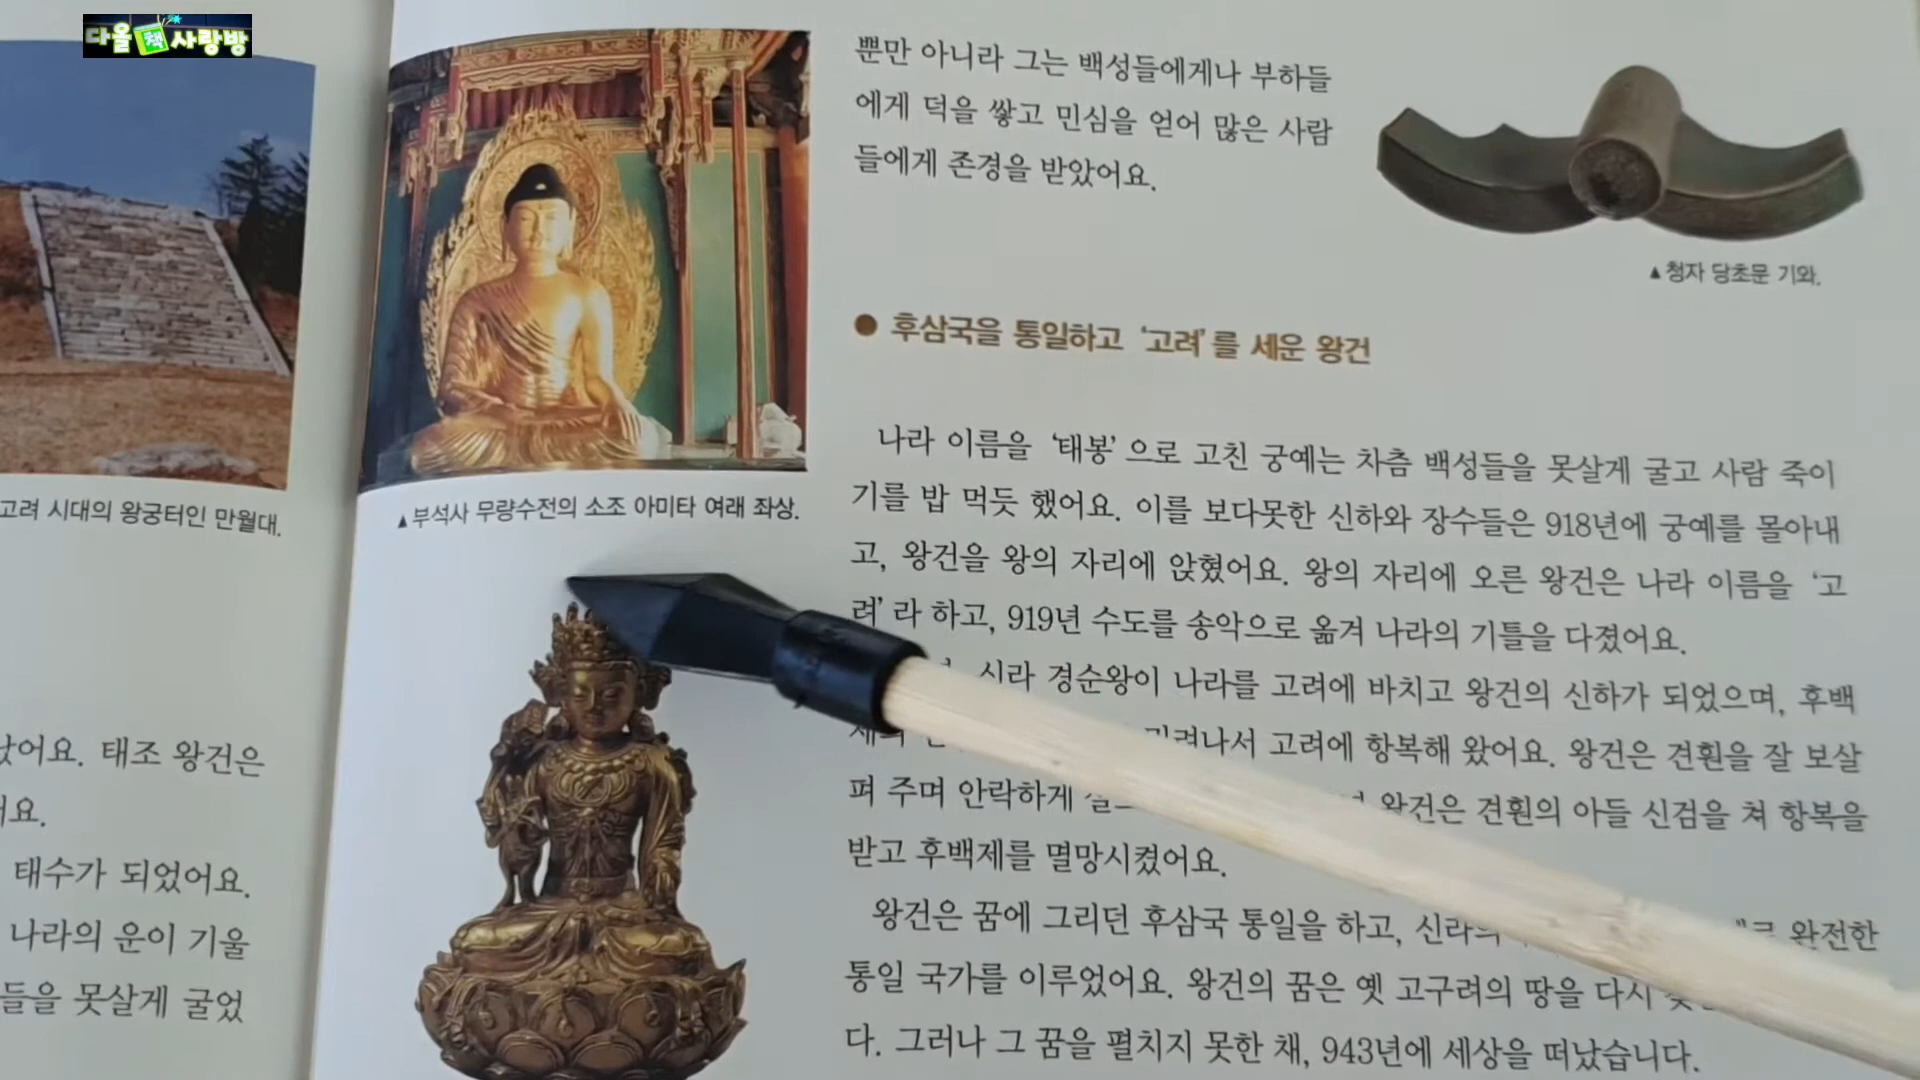 다올 책 사랑방
고려 시대의 왕궁터인 만월대.
았어요. 태조 왕건은
어요.
태수가 되었어요.
나라의 운이 기울
들을 못살게 굴었
▲부석사 무량수전의 소조 아미타 여래 좌상.
뿐만 아니라 그는 백성들에게나 부하들
에게 덕을 쌓고 민심을 얻어 많은 사람
들에게 존경을 받았어요.
▲청자 당초문 기와.
● 후삼국을 통일하고 ‘고려’를 세운 왕건
나라 이름을 ‘태봉’으로 고친 궁예는 차츰 백성들을 못살게 굴고 사람 죽이
기를 밥 먹듯 했어요. 이를 보다못한 신하와 장수들은 918년에 궁예를 몰아내
고, 왕건을 왕의 자리에 앉혔어요. 왕의 자리에 오른 왕건은 나라 이름을 ‘고
려’라 하고, 919년 수도를 송악으로 옮겨 나라의 기틀을 다졌어요.
신라 경순왕이 나라를 고려에 바치고 왕건의 신하가 되었으며, 후백
밀려나서 고려에 항복해 왔어요. 왕건은 견훤을 잘 보살
펴 주며 안락하게 왕건은 견훤의 아들 신검을 쳐 항복을
받고 후백제를 멸망시켰어요.
왕건은 꿈에 그리던 후삼국 통일을 하고, 신라의 완전한
통일 국가를 이루었어요. 왕건의 꿈은 옛 고구려의 땅을 다시
다. 그러나 그 꿈을 펼치지 못한 채, 943년에 세상을 떠났습니다.